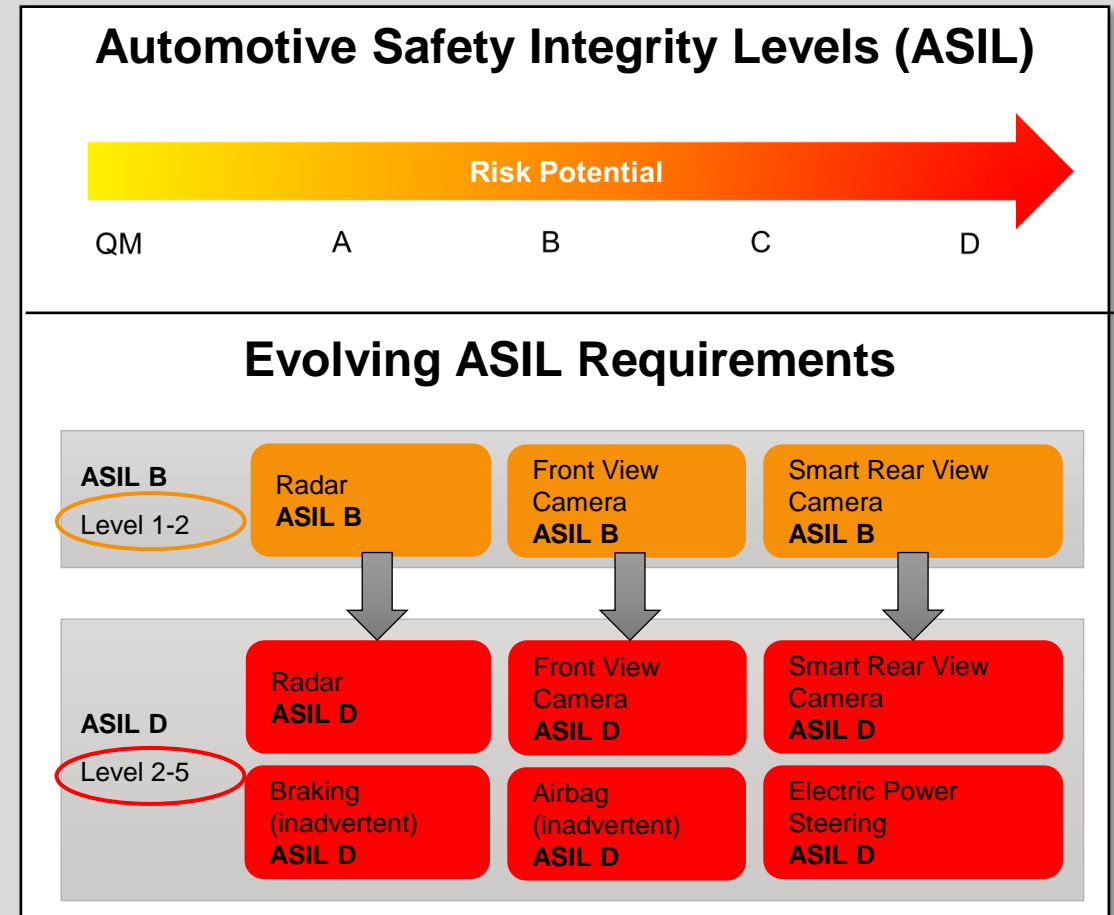 Automotive Safety Integrity Levels (ASIL)
Risk Potential
QM
A
B
C
D
Evolving ASIL Requirements
ASIL B
Level 1-2
Radar
ASIL B
Front View
Camera
ASIL B
Smart Rear View
Camera
ASIL B
ASIL D
Level 2-5
Radar
ASIL D
Front View
Camera
ASIL D
Smart Rear View
Camera
ASIL D
Braking
(inadvertent)
ASIL D
Airbag
(inadvertent)
ASIL D
Electric Power
Steering
ASIL D